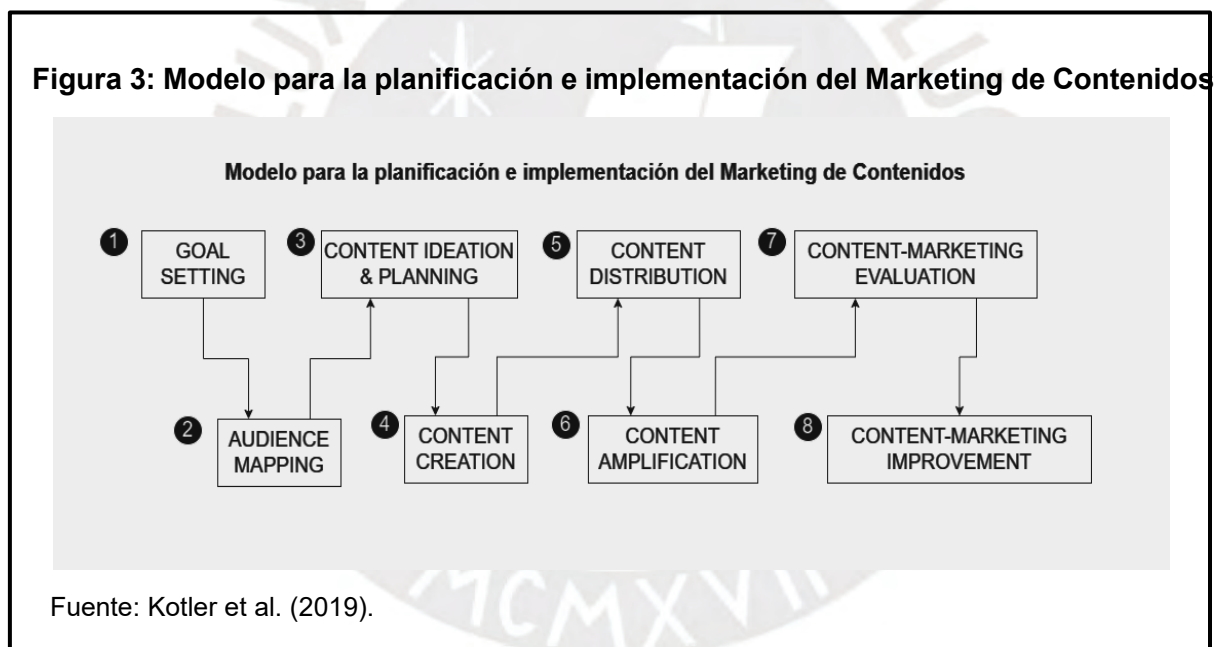 Figura 3: Modelo para la planificación e implementación del Marketing de Contenidos
Modelo para la planificación e implementación del Marketing de Contenidos
1
GOAL
SETTING
2
AUDIENCE
MAPPING
3
CONTENT IDEATION
& PLANNING
4
CONTENT
CREATION
5
CONTENT
DISTRIBUTION
6
CONTENT
AMPLIFICATION
7
CONTENT-MARKETING
EVALUATION
8
CONTENT-MARKETING
IMPROVEMENT
Fuente: Kotler et al. (2019).